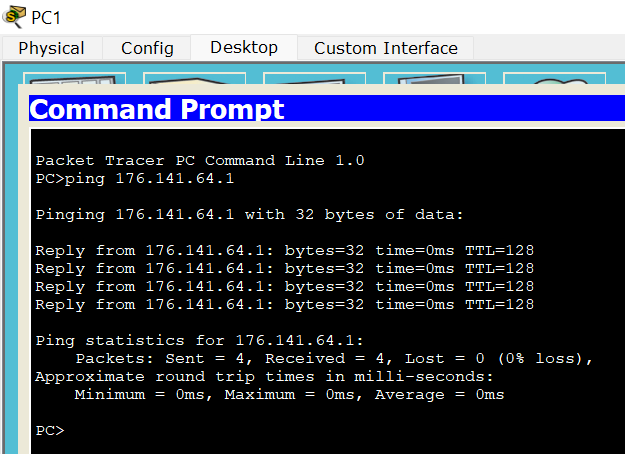 PC1
Physical Config Desktop Custom Interface
Command Prompt
Packet Tracer PC Command Line 1.0
PC>ping 176.141.64.1
Pinging 176.141.64.1 with 32 bytes of data:
Reply from 176.141.64.1: bytes=32 time=0ms TTL=128
Reply from 176.141.64.1: bytes=32 time=0ms TTL=128
Reply from 176.141.64.1: bytes=32 time=0ms TTL=128
Reply from 176.141.64.1: bytes=32 time=0ms TTL=128
Ping statistics for 176.141.64.1:
Packets: Sent = 4, Received = 4, Lost = 0 (0% loss),
Approximate round trip times in milli-seconds:
Minimum = 0ms, Maximum = 0ms, Average = 0ms
PC>